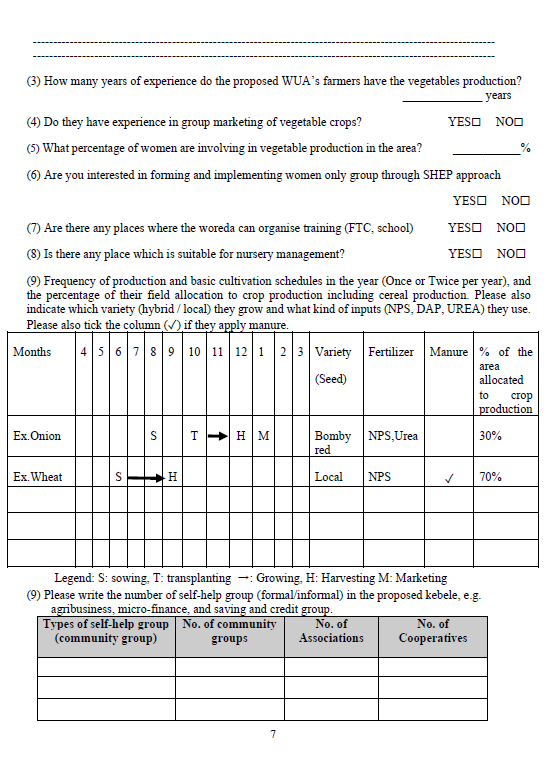 (3) How many years of experience do the proposed WUA's farmers have the vegetables production?
______________ years
(4) Do they have experience in group marketing of vegetable crops? YES□ NO□
(5) What percentage of women are involving in vegetable production in the area? ____________%
(6) Are you interested in forming and implementing women only group through SHEP approach
YES□ NO□
(7) Are there any places where the woreda can organise training (FTC, school) YES□ NO□
(8) Is there any place which is suitable for nursery management? YES□ NO□
(9) Frequency of production and basic cultivation schedules in the year (Once or Twice per year), and
the percentage of their field allocation to crop production including cereal production. Please also
indicate which variety (hybrid / local) they grow and what kind of inputs (NPS, DAP, UREA) they use.
Please also tick the column (✓) if they apply manure.
Months 4 5 6 7 8 9 10 11 12 1 2 3 Variety Fertilizer Manure % of the
area
(Seed) allocated
to crop
production
Ex.Onion S T → H M Bomby NPS,Urea 30%
red
Ex.Wheat S → H Local NPS ✓ 70%
Legend: S: sowing, T: transplanting →: Growing, H: Harvesting M: Marketing
(9) Please write the number of self-help group (formal/informal) in the proposed kebele, e.g.
agribusiness, micro-finance, and saving and credit group.
Types of self-help group No. of community No. of No. of
(community group) groups Associations Cooperatives
7